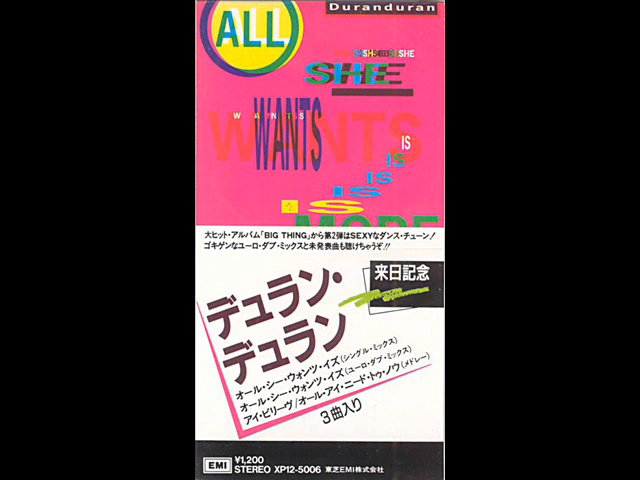 Duranduran
ALL
SHE
SHE
WANTS
WANTS
WANTS
IS
IS
IS
IS
IS
MORE
大ヒット・アルバム「BIG THING」から第2弾はSEXYなダンス・チューン！
ゴキゲンなユーロ・ダブ・ミックスと未発表曲も聴けちゃうぞ!!
来日記念
デュラン・
デュラン
オール・シー・ウォンツ・イズ(シングル・ミックス)
オール・シー・ウォンツ・イズ(ユーロ・ダブ・ミックス)
アイ・ビリーヴ/オール・アイ・ニード・トゥ・ノウ(メドレー)
3曲入り
EMI
¥1,200
STEREO XP12-5006 東芝EMI株式会社